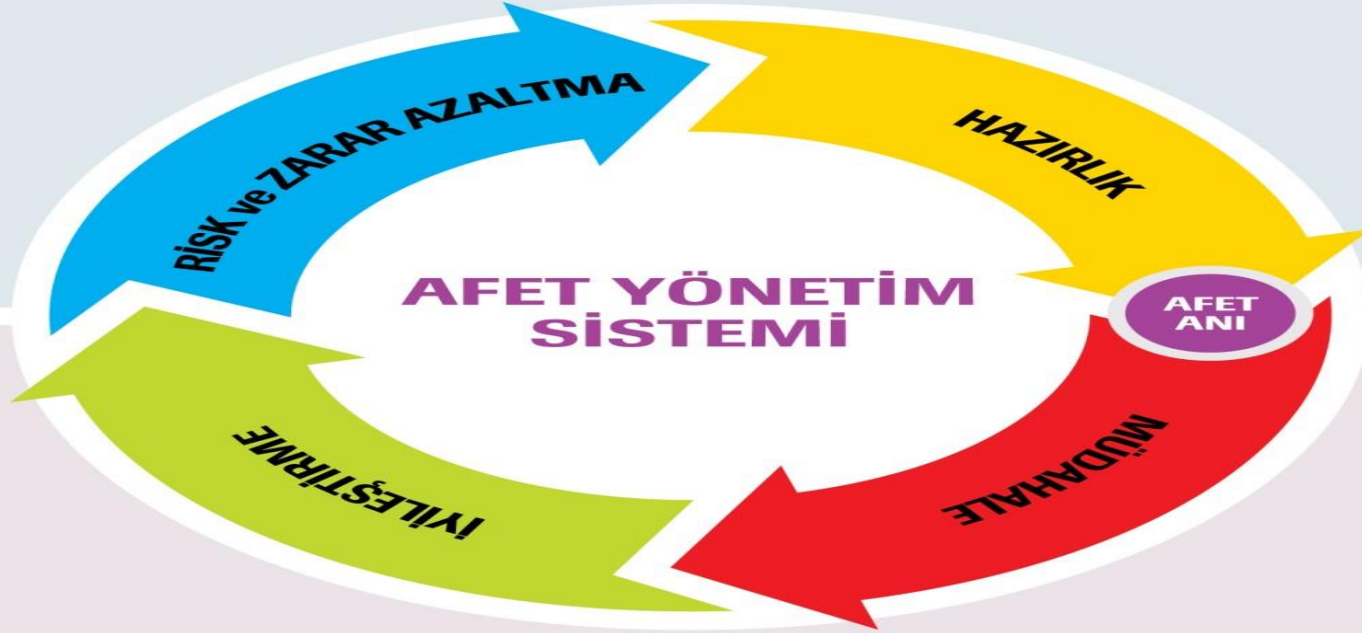 RİSK ve ZARAR AZALTMA
HAZIRLIK
AFET YÖNETİM
SİSTEMİ
AFET
ANI
MÜDAHALE
İYİLEŞTİRME